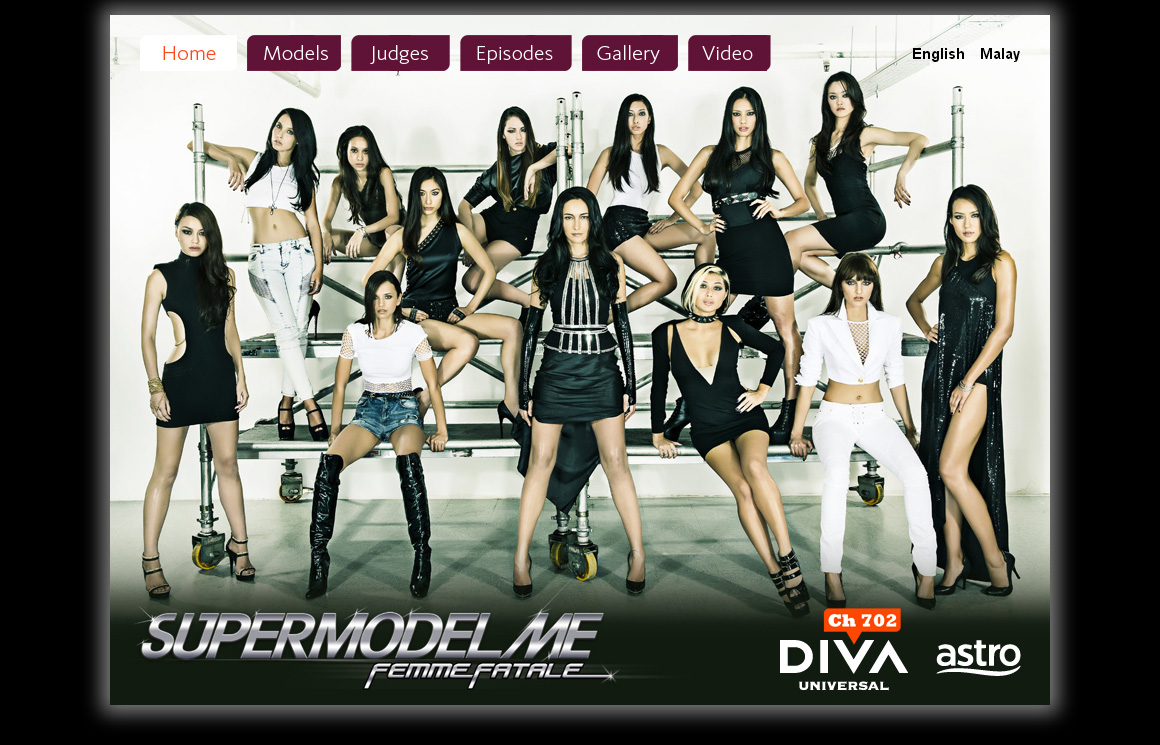 Home Models Judges Episodes Gallery Video English Malay
SUPERMODELME
FEMME FATALE
Ch 702
DIVA
UNIVERSAL
astro